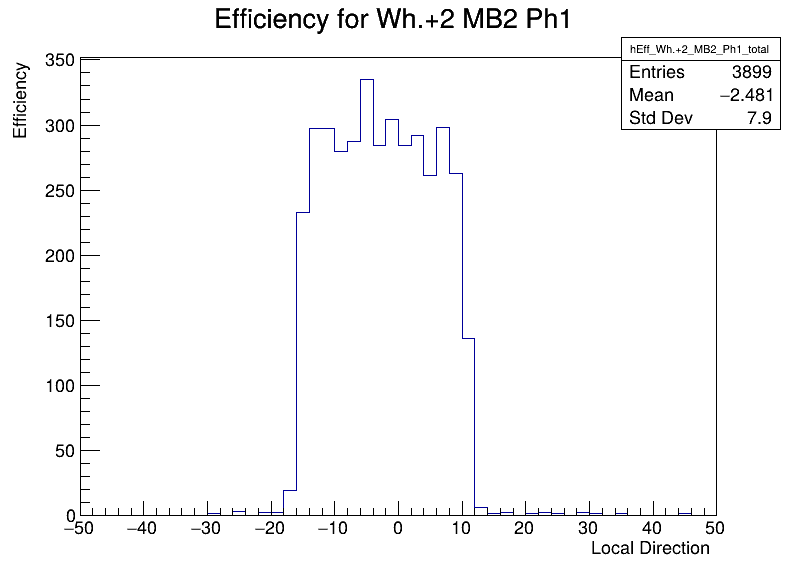 Efficiency for Wh.+2 MB2 Ph1
hEff_Wh.+2_MB2_Ph1_total
Entries 3899
Mean −2.481
Std Dev 7.9
Efficiency
350
300
250
200
150
100
50
0
−50 −40 −30 −20 −10 0 10 20 30 40 50
Local Direction